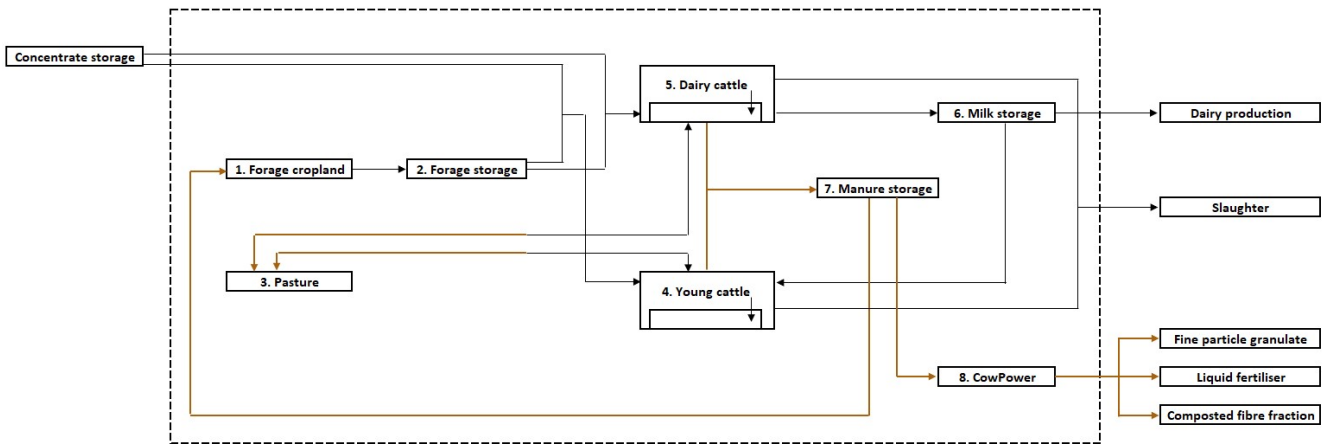 Concentrate storage
5. Dairy cattle
6. Milk storage
Dairy production
1. Forage cropland
2. Forage storage
7. Manure storage
Slaughter
3. Pasture
4. Young cattle
Fine particle granulate
8. CowPower
Liquid fertiliser
Composted fibre fraction